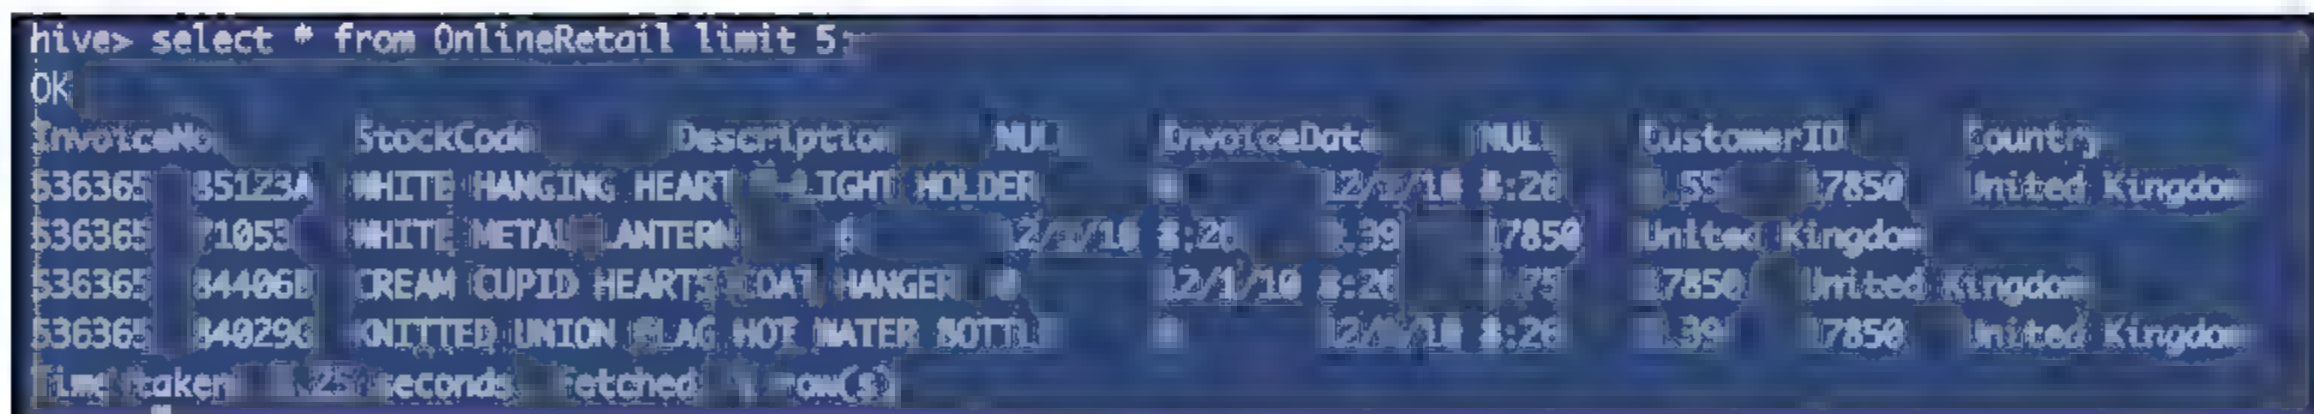 hive> select * from OnlineRetail limit 5;
OK
InvoiceNo StockCode Description NULL InvoiceDate NULL CustomerID Country
536365 85123A WHITE HANGING HEART LIGHT HOLDER 8:26 17850 United Kingdom
536365 71053 WHITE METAL LANTERN 8:26 17850 United Kingdom
536365 84406B CREAM CUPID HEARTS COAT HANGER 12/1/10 8:26 17850 United Kingdom
536365 84029G KNITTED UNION FLAG HOT WATER BOTTLE 8:26 17850 United Kingdom
Time taken seconds Fetched row(s)